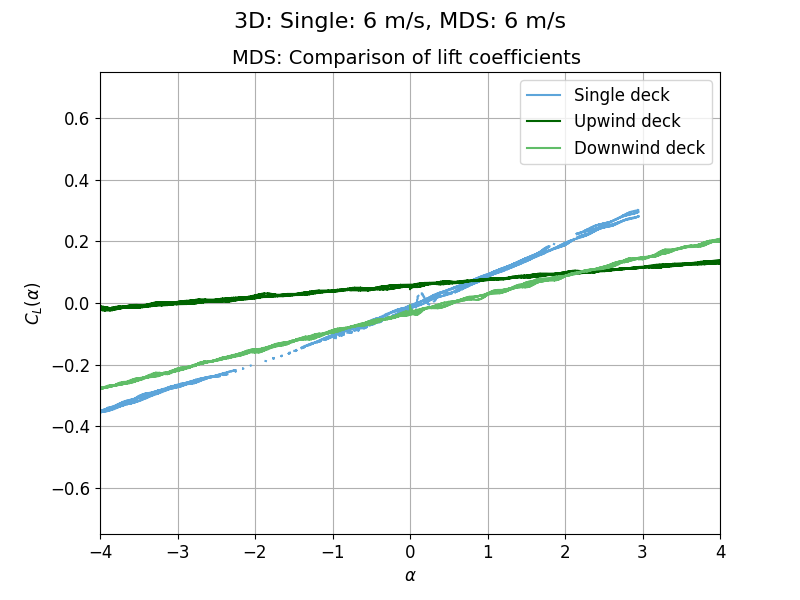 3D: Single: 6 m/s, MDS: 6 m/s
MDS: Comparison of lift coefficients
Single deck
Upwind deck
Downwind deck
0.6
0.4
0.2
0.0
−0.2
−0.4
−0.6
C_L(α)
−4 −3 −2 −1 0 1 2 3 4
α